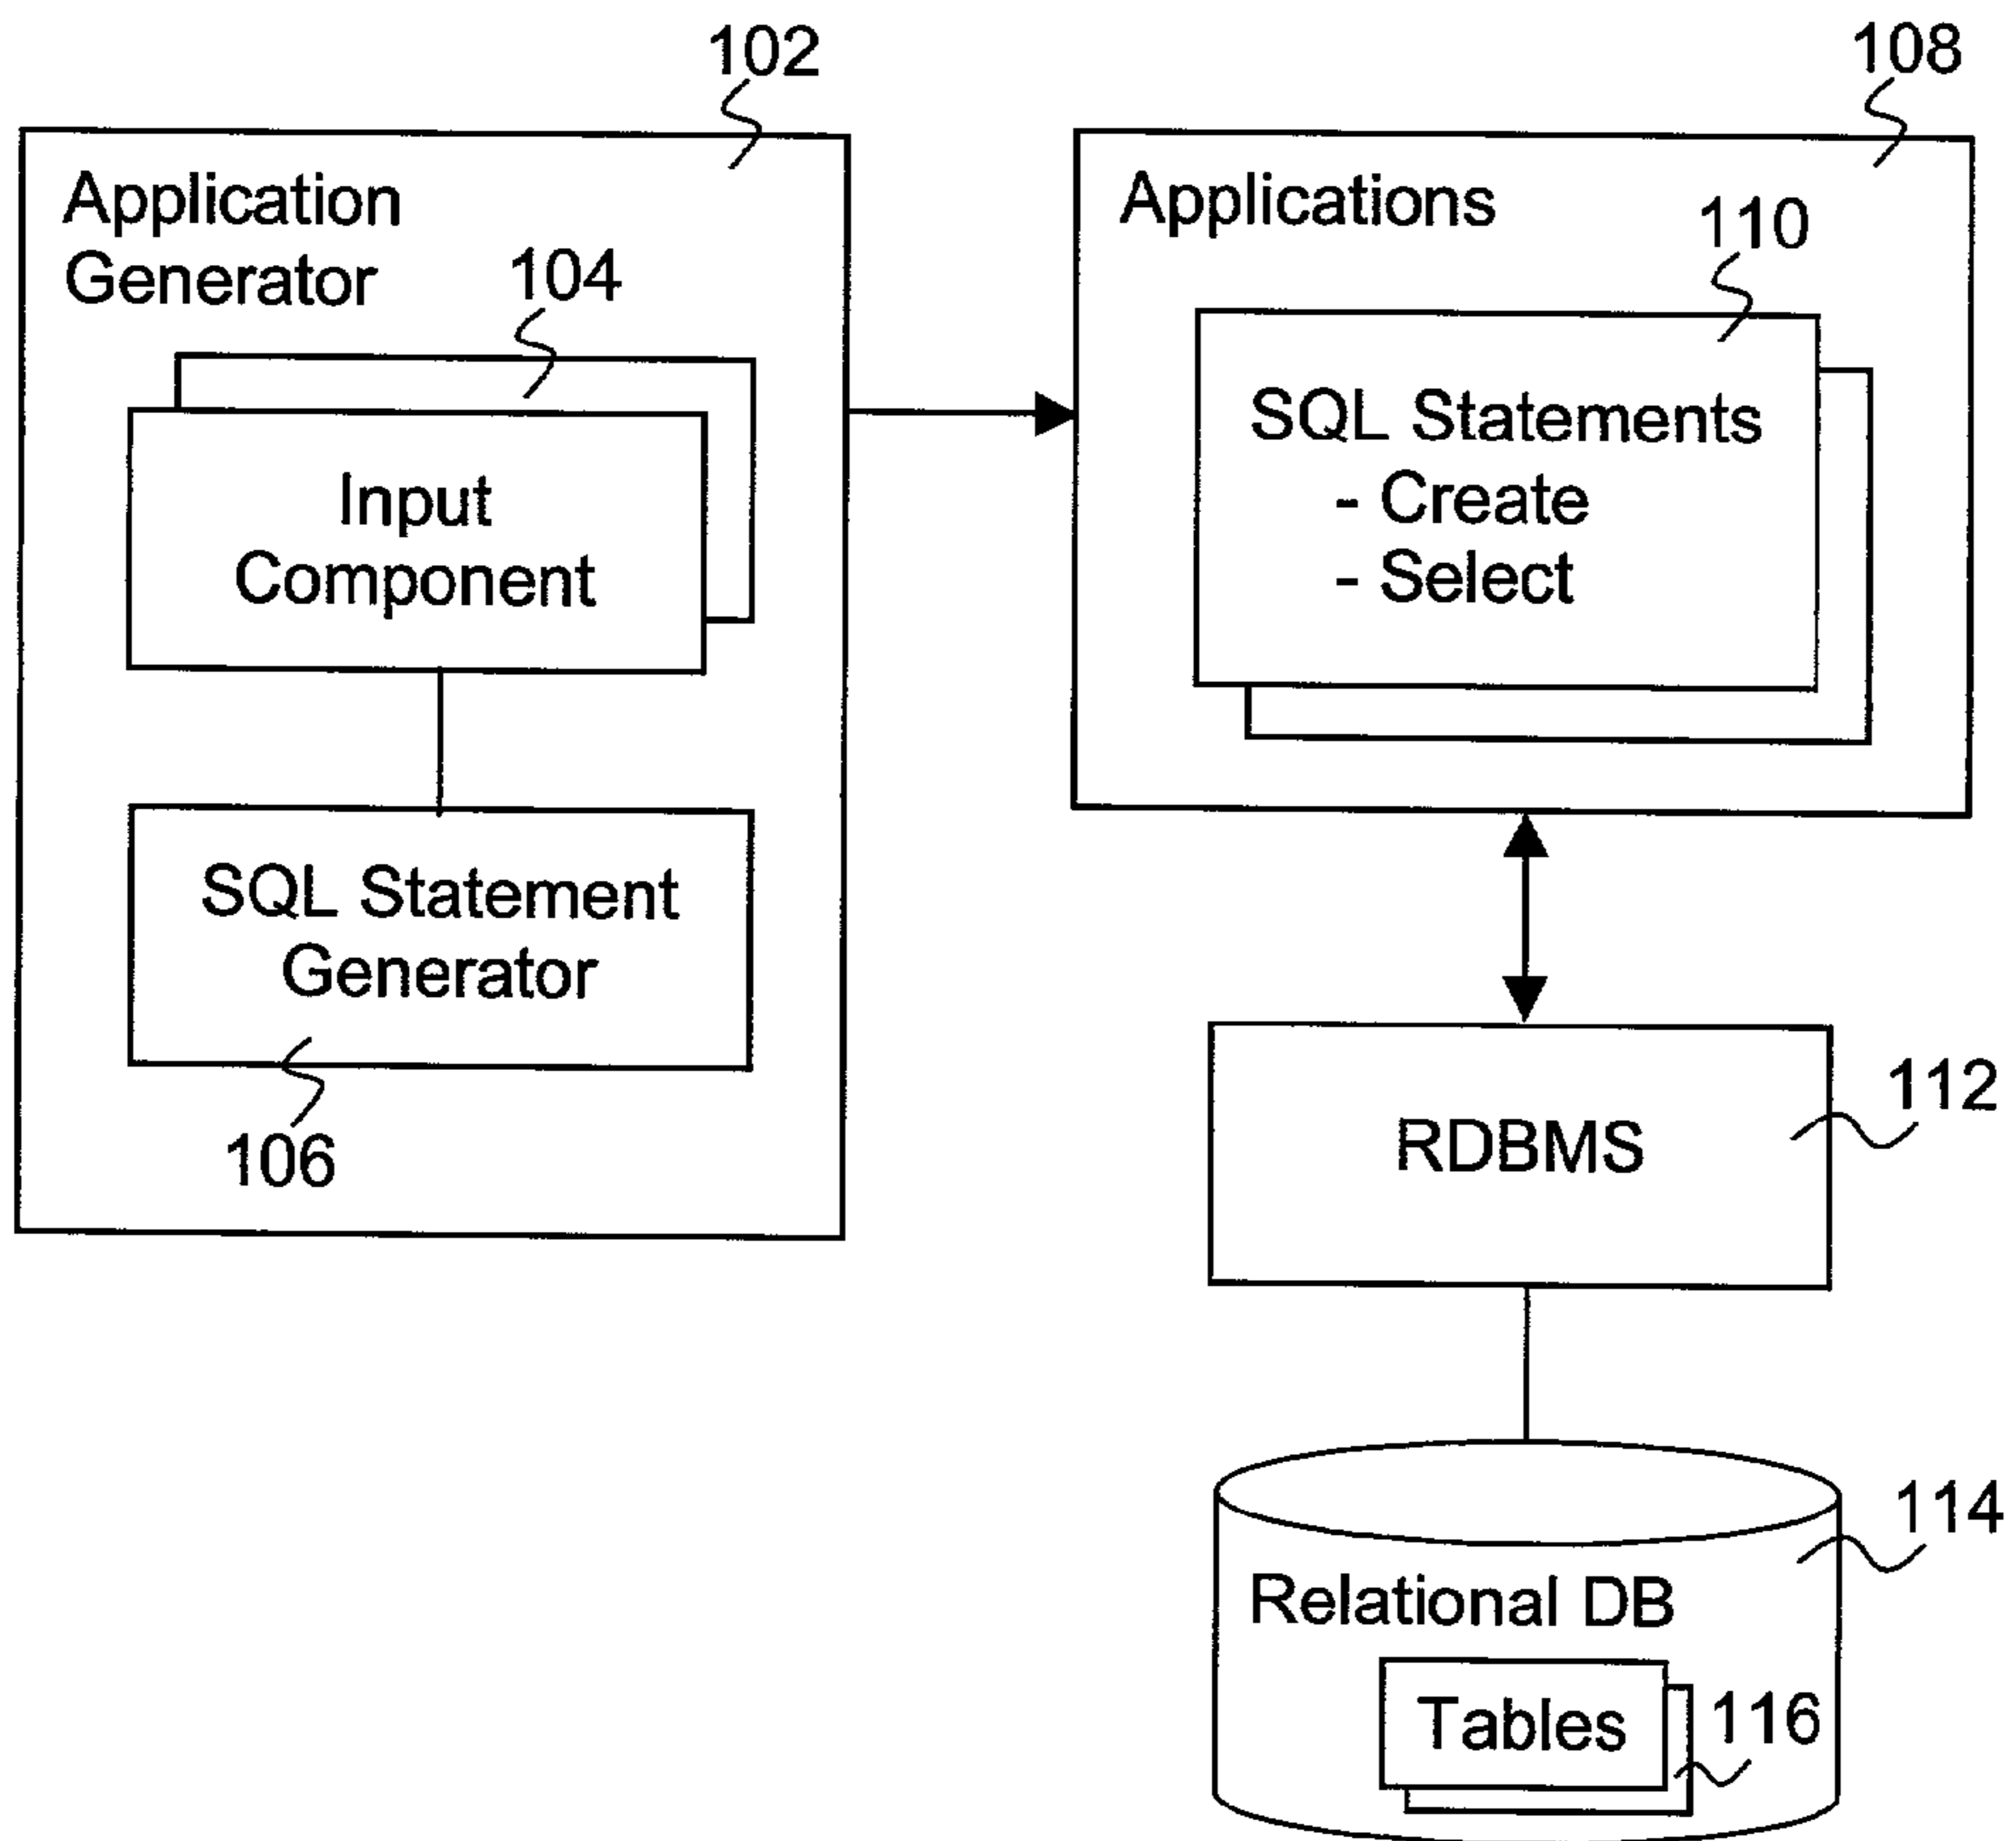 102
Application
Generator
104
Input
Component
SQL Statement
Generator
106
108
Applications
110
SQL Statements
- Create
- Select
112
RDBMS
114
Relational DB
Tables
116